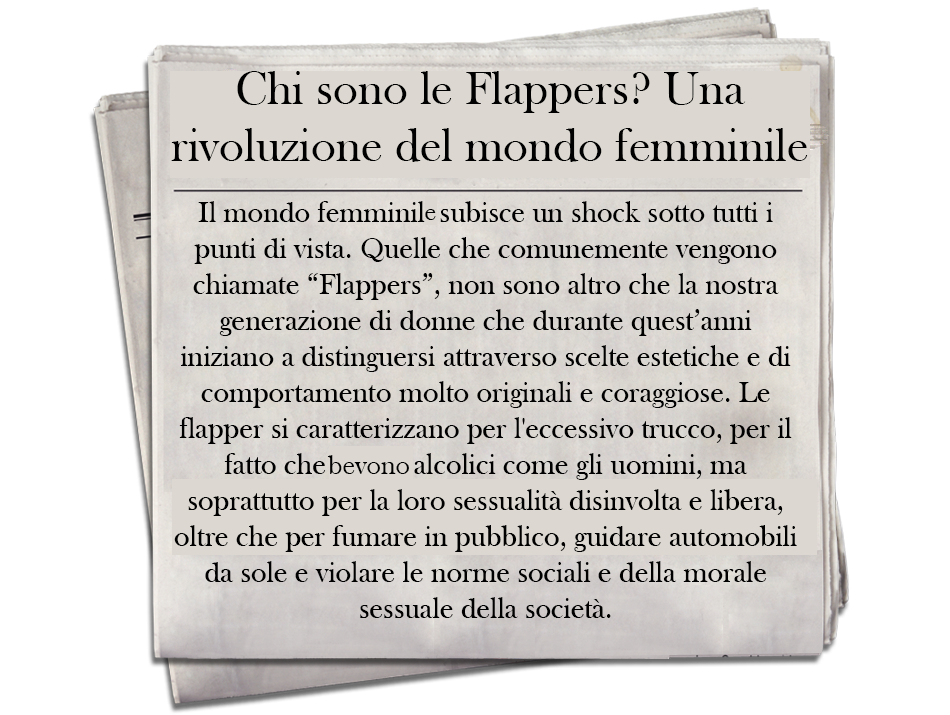 Chi sono le Flappers? Una
rivoluzione del mondo femminile
Il mondo femminile subisce un shock sotto tutti i
punti di vista. Quelle che comunemente vengono
chiamate “Flappers”, non sono altro che la nostra
generazione di donne che durante quest’anni
iniziano a distinguersi attraverso scelte estetiche e di
comportamento molto originali e coraggiose. Le
flapper si caratterizzano per l'eccessivo trucco, per il
fatto che bevono alcolici come gli uomini, ma
soprattutto per la loro sessualità disinvolta e libera,
oltre che per fumare in pubblico, guidare automobili
da sole e violare le norme sociali e della morale
sessuale della società.